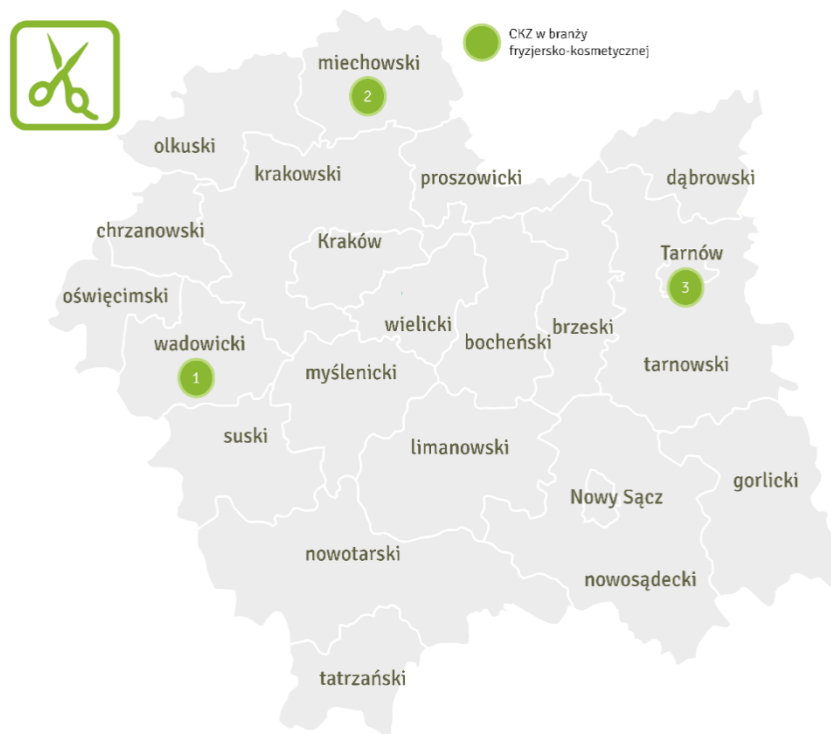 CKZ w branży
fryzjersko-kosmetycznej
miechowski
2
olkuski
krakowski
proszowicki
dąbrowski
chrzanowski
Kraków
Tarnów
3
oświęcimski
wadowicki
1
wielicki
bocheński
brzeski
tarnowski
myślenicki
suski
limanowski
gorlicki
Nowy Sącz
nowotarski
nowosądecki
tatrzański